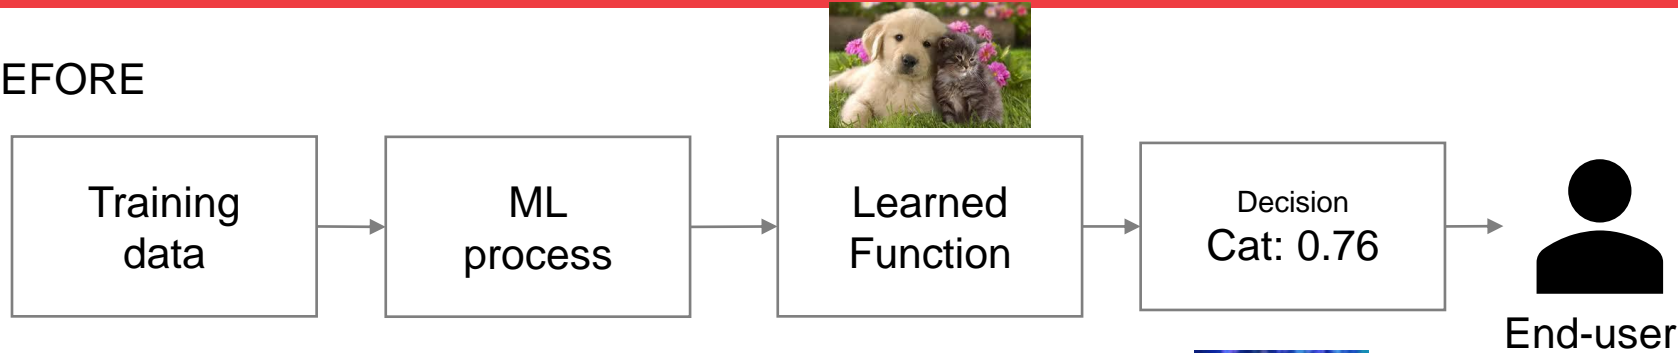 EFORE
Training
data
ML
process
Learned
Function
Decision
Cat: 0.76
End-user